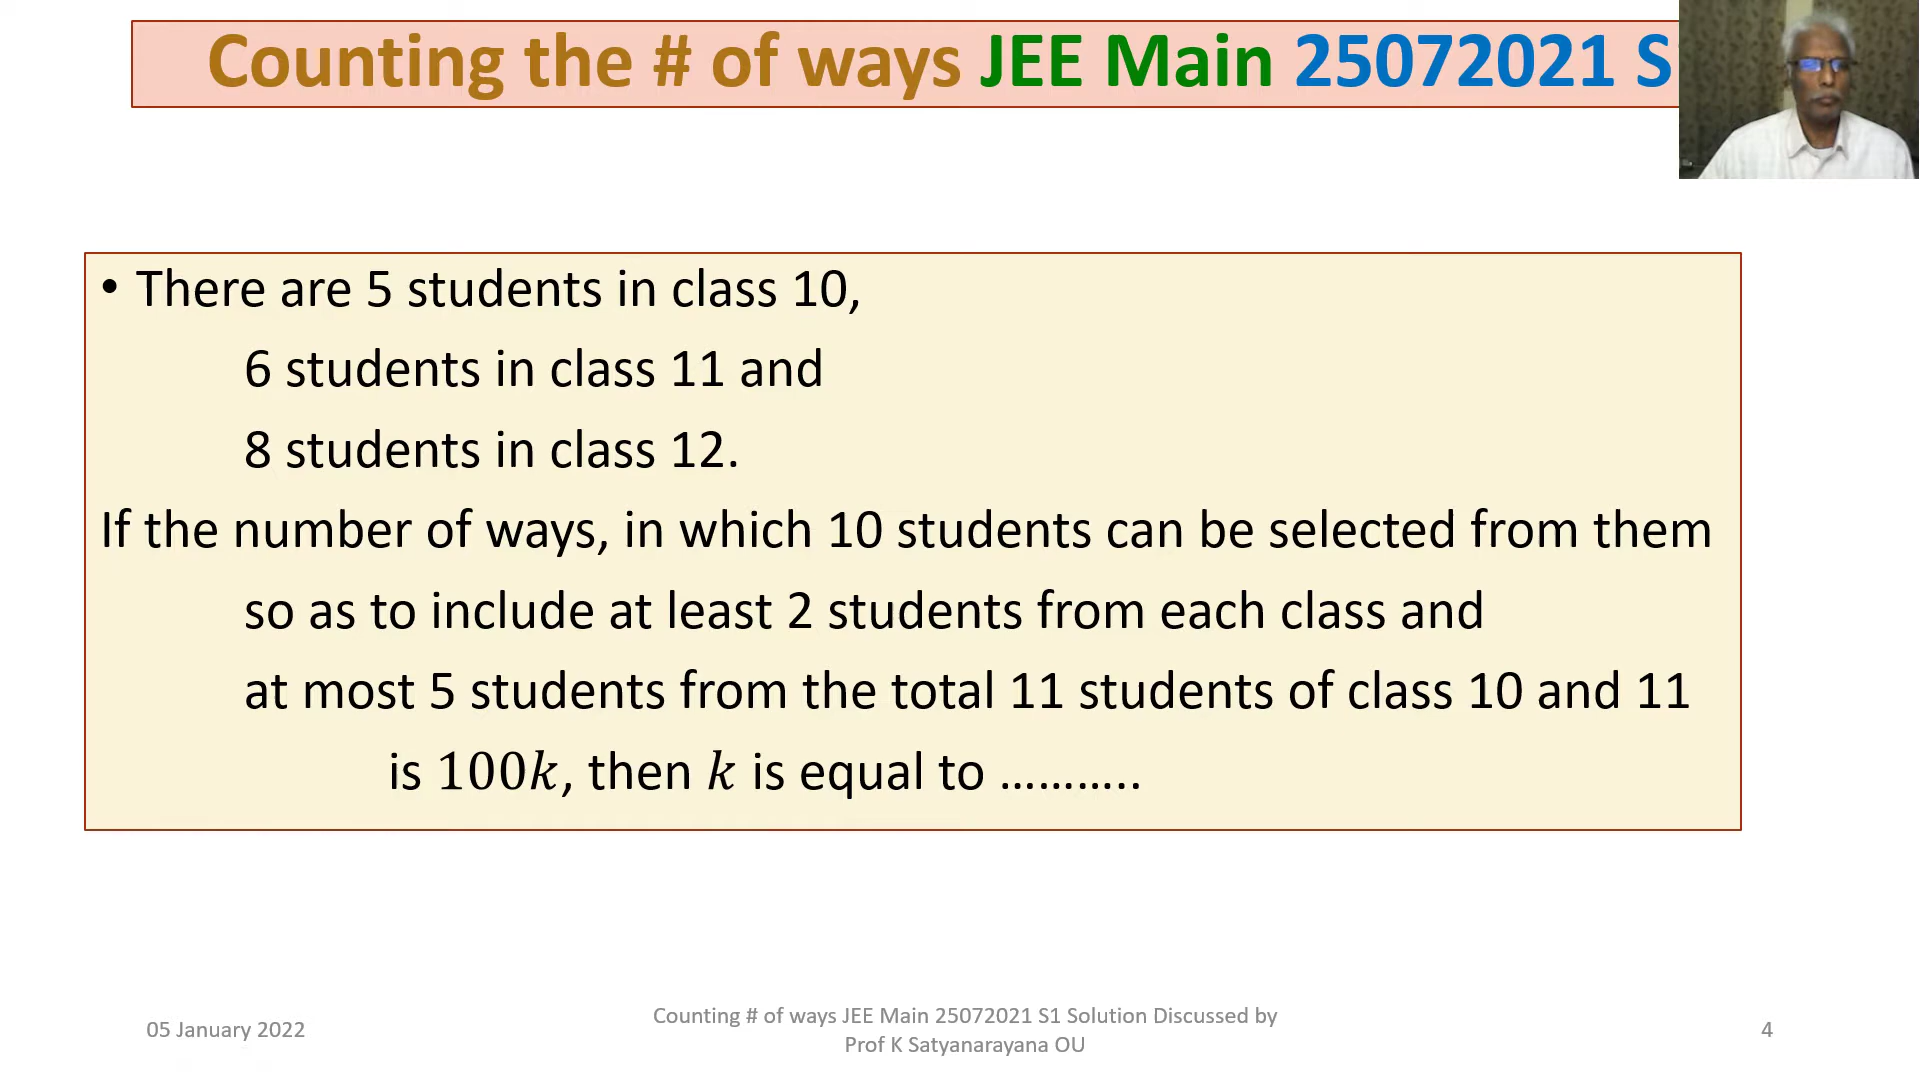 Counting the # of ways JEE Main 25072021 S
• There are 5 students in class 10,
6 students in class 11 and
8 students in class 12.
If the number of ways, in which 10 students can be selected from them
so as to include at least 2 students from each class and
at most 5 students from the total 11 students of class 10 and 11
is 100k, then k is equal to ………..
05 January 2022
Counting # of ways JEE Main 25072021 S1 Solution Discussed by
Prof K Satyanarayana OU
4